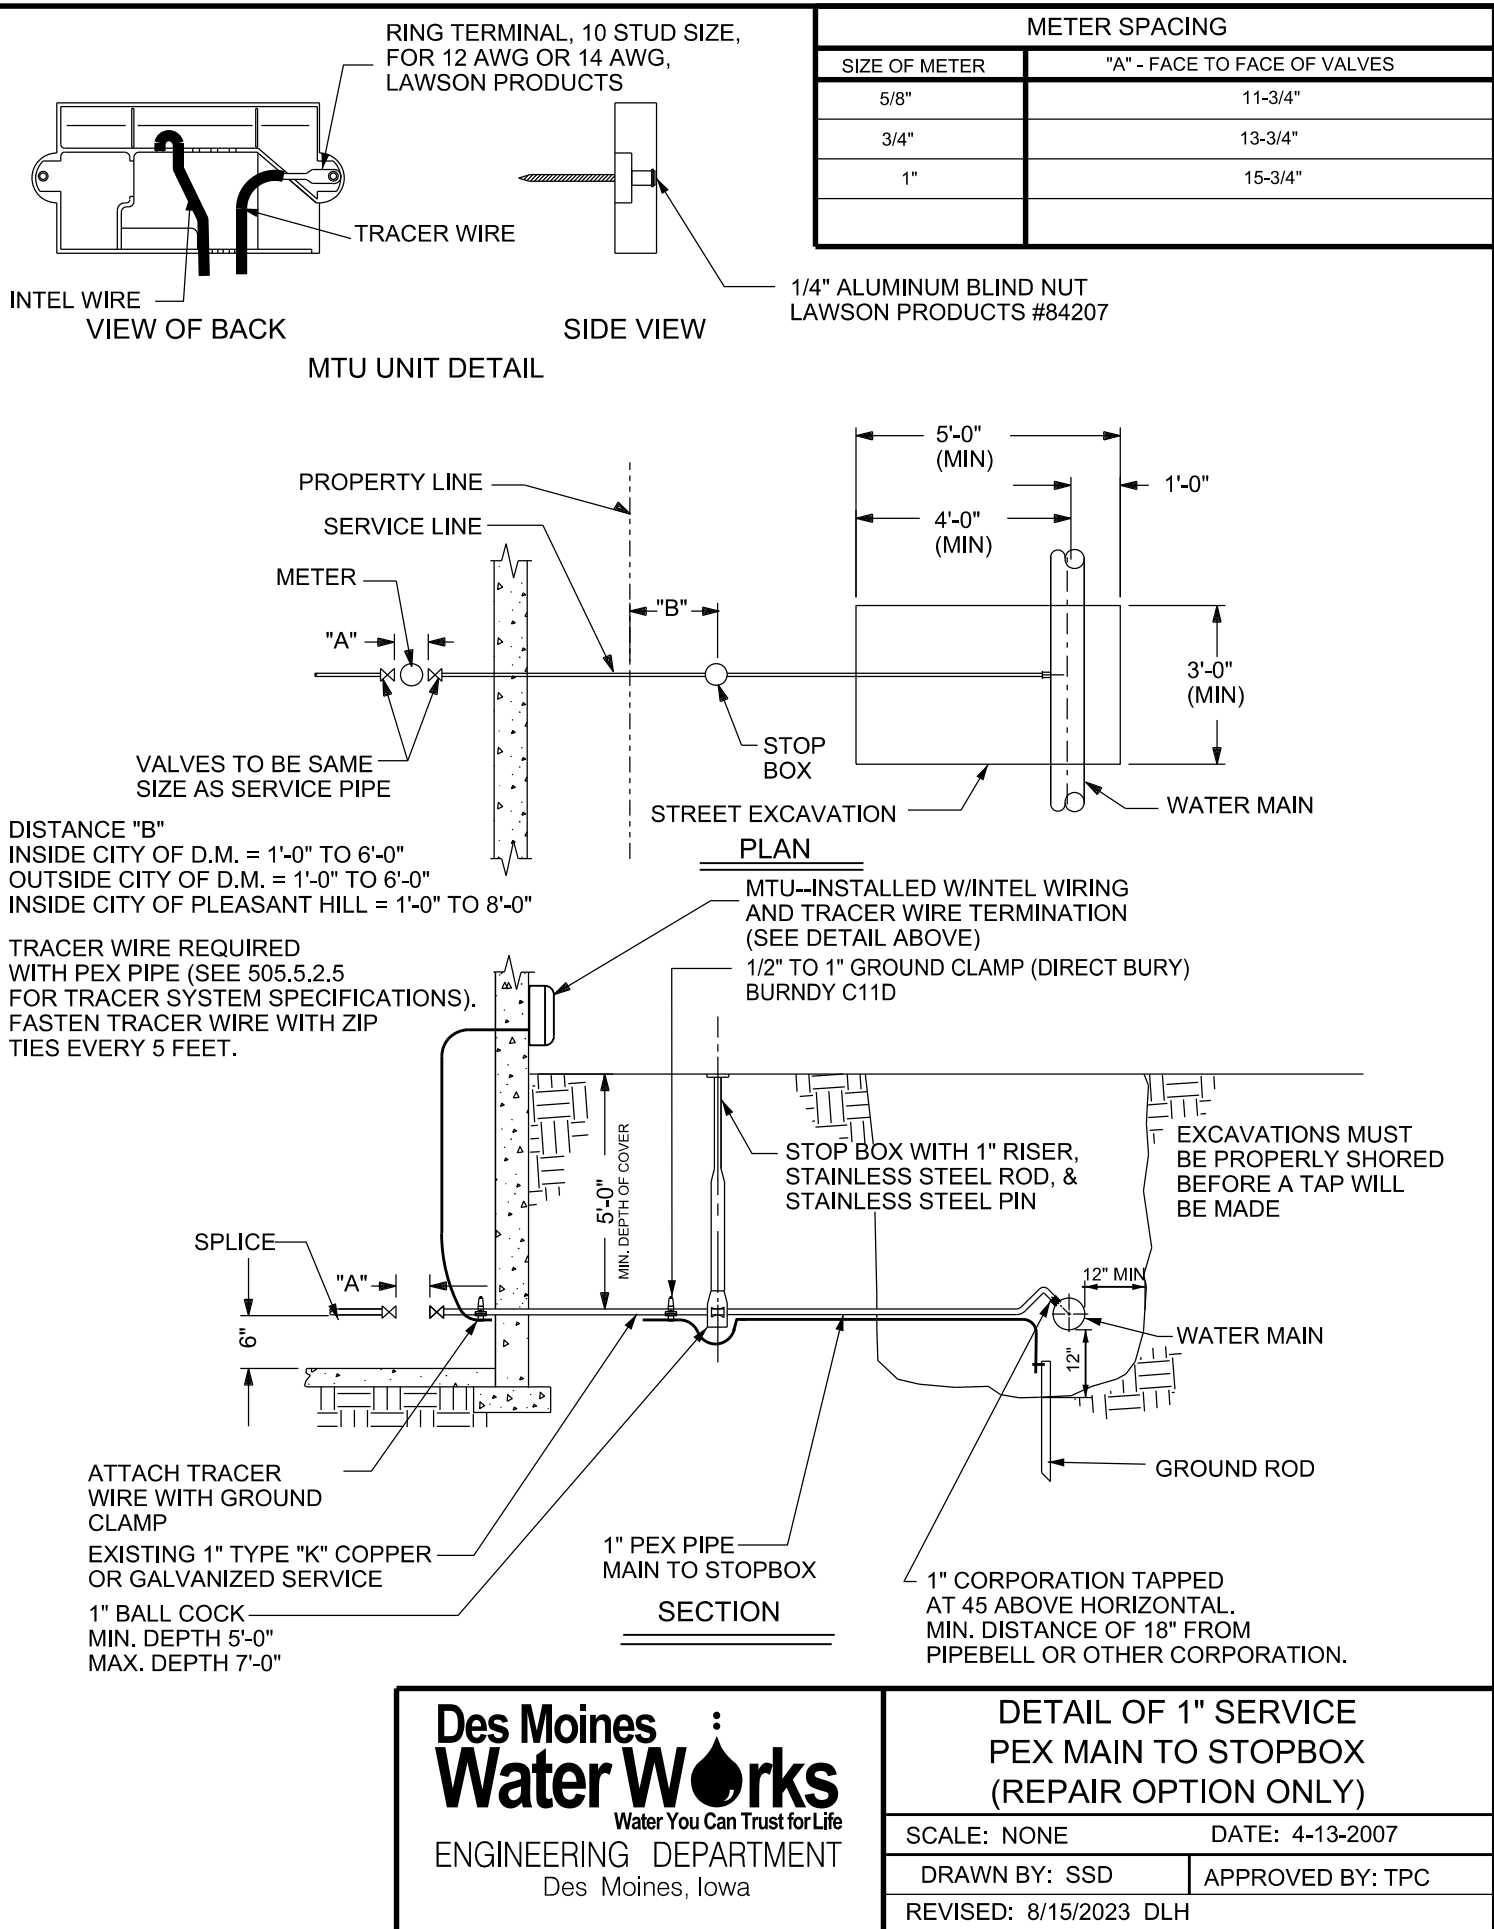 RING TERMINAL, 10 STUD SIZE,
FOR 12 AWG OR 14 AWG,
LAWSON PRODUCTS
METER SPACING
SIZE OF METER
"A" - FACE TO FACE OF VALVES
5/8"
11-3/4"
3/4"
13-3/4"
1"
15-3/4"
TRACER WIRE
INTEL WIRE
VIEW OF BACK
SIDE VIEW
1/4" ALUMINUM BLIND NUT
LAWSON PRODUCTS #84207
MTU UNIT DETAIL
5'-0"
(MIN)
1'-0"
4'-0"
(MIN)
PROPERTY LINE
SERVICE LINE
METER
"A"
"B"
3'-0"
(MIN)
STOP
BOX
VALVES TO BE SAME
SIZE AS SERVICE PIPE
STREET EXCAVATION
WATER MAIN
PLAN
DISTANCE "B"
INSIDE CITY OF D.M. = 1'-0" TO 6'-0"
OUTSIDE CITY OF D.M. = 1'-0" TO 6'-0"
INSIDE CITY OF PLEASANT HILL = 1'-0" TO 8'-0"
TRACER WIRE REQUIRED
WITH PEX PIPE (SEE 505.5.2.5
FOR TRACER SYSTEM SPECIFICATIONS).
FASTEN TRACER WIRE WITH ZIP
TIES EVERY 5 FEET.
MTU--INSTALLED W/INTEL WIRING
AND TRACER WIRE TERMINATION
(SEE DETAIL ABOVE)
1/2" TO 1" GROUND CLAMP (DIRECT BURY)
BURNDY C11D
5'-0"
MIN. DEPTH OF COVER
STOP BOX WITH 1" RISER,
STAINLESS STEEL ROD, &
STAINLESS STEEL PIN
EXCAVATIONS MUST
BE PROPERLY SHORED
BEFORE A TAP WILL
BE MADE
SPLICE
"A"
6"
12" MIN
12"
WATER MAIN
GROUND ROD
ATTACH TRACER
WIRE WITH GROUND
CLAMP
EXISTING 1" TYPE "K" COPPER
OR GALVANIZED SERVICE
1" BALL COCK
MIN. DEPTH 5'-0"
MAX. DEPTH 7'-0"
1" PEX PIPE
MAIN TO STOPBOX
SECTION
1" CORPORATION TAPPED
AT 45 ABOVE HORIZONTAL.
MIN. DISTANCE OF 18" FROM
PIPEBELL OR OTHER CORPORATION.
Des Moines
Water Works
Water You Can Trust for Life
ENGINEERING DEPARTMENT
Des Moines, Iowa
DETAIL OF 1" SERVICE
PEX MAIN TO STOPBOX
(REPAIR OPTION ONLY)
SCALE: NONE
DATE: 4-13-2007
DRAWN BY: SSD
APPROVED BY: TPC
REVISED: 8/15/2023 DLH